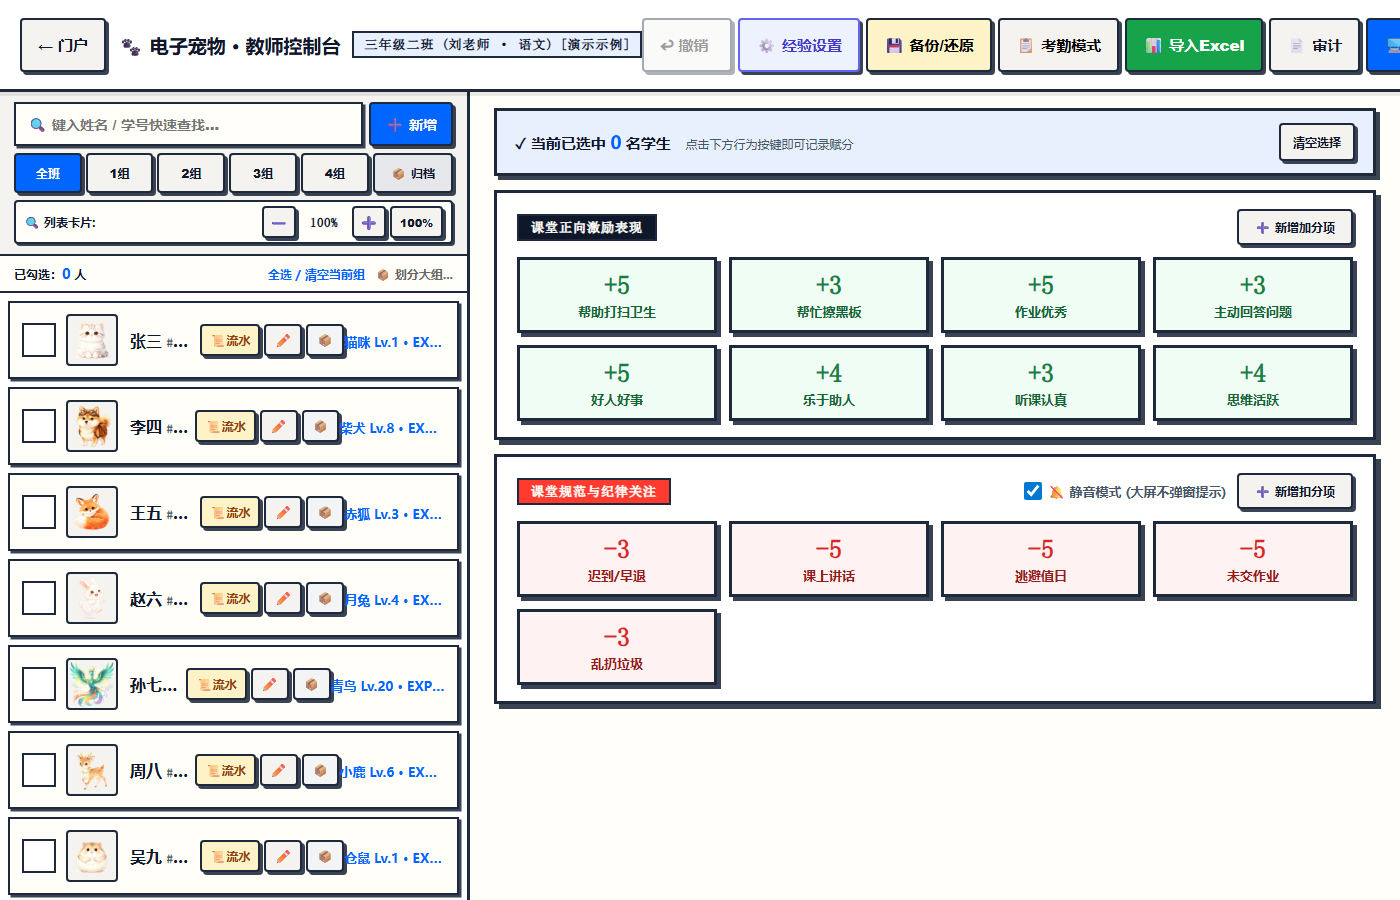 ←门户
电子宠物·教师控制台
三年级二班 (刘老师 · 语文) [演示示例]
撤销
经验设置
备份/还原
考勤模式
导入Excel
审计
键入姓名 / 学号快速查找...
新增
全班
1组
2组
3组
4组
归档
列表卡片:
100%
100%
已勾选: 0 人
全选 / 清空当前组
划分大组...
张三 #...
流水
猫咪 Lv.1 • EX...
李四 #...
流水
柴犬 Lv.8 • EX...
王五 #...
流水
赤狐 Lv.3 • EX...
赵六 #...
流水
月兔 Lv.4 • EX...
孙七...
流水
青鸟 Lv.20 • EXP...
周八 #...
流水
小鹿 Lv.6 • EX...
吴九 #...
流水
仓鼠 Lv.1 • EX...
✓ 当前已选中 0 名学生
点击下方行为按键即可记录赋分
清空选择
课堂正向激励表现
新增加分项
+5
帮助打扫卫生
+3
帮忙擦黑板
+5
作业优秀
+3
主动回答问题
+5
好人好事
+4
乐于助人
+3
听课认真
+4
思维活跃
课堂规范与纪律关注
静音模式 (大屏不弹窗提示)
新增扣分项
−3
迟到/早退
−5
课上讲话
−5
逃避值日
−5
未交作业
−3
乱扔垃圾